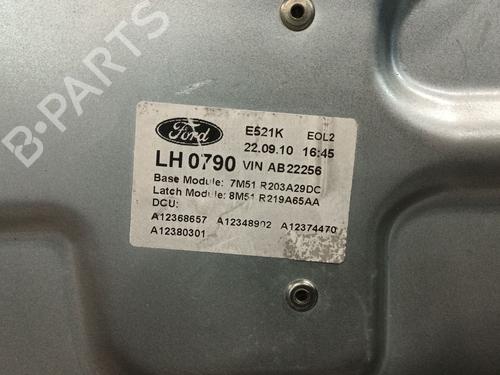 B-PARTS
Ford E521K EOL2
22.09.10 16:45
LH 0790 VIN AB22256
Base Module: 7M51 R203A29DC
Latch Module: 8M51 R219A65AA
DCU:
A12368657 A12348902 A12374470
A12380301